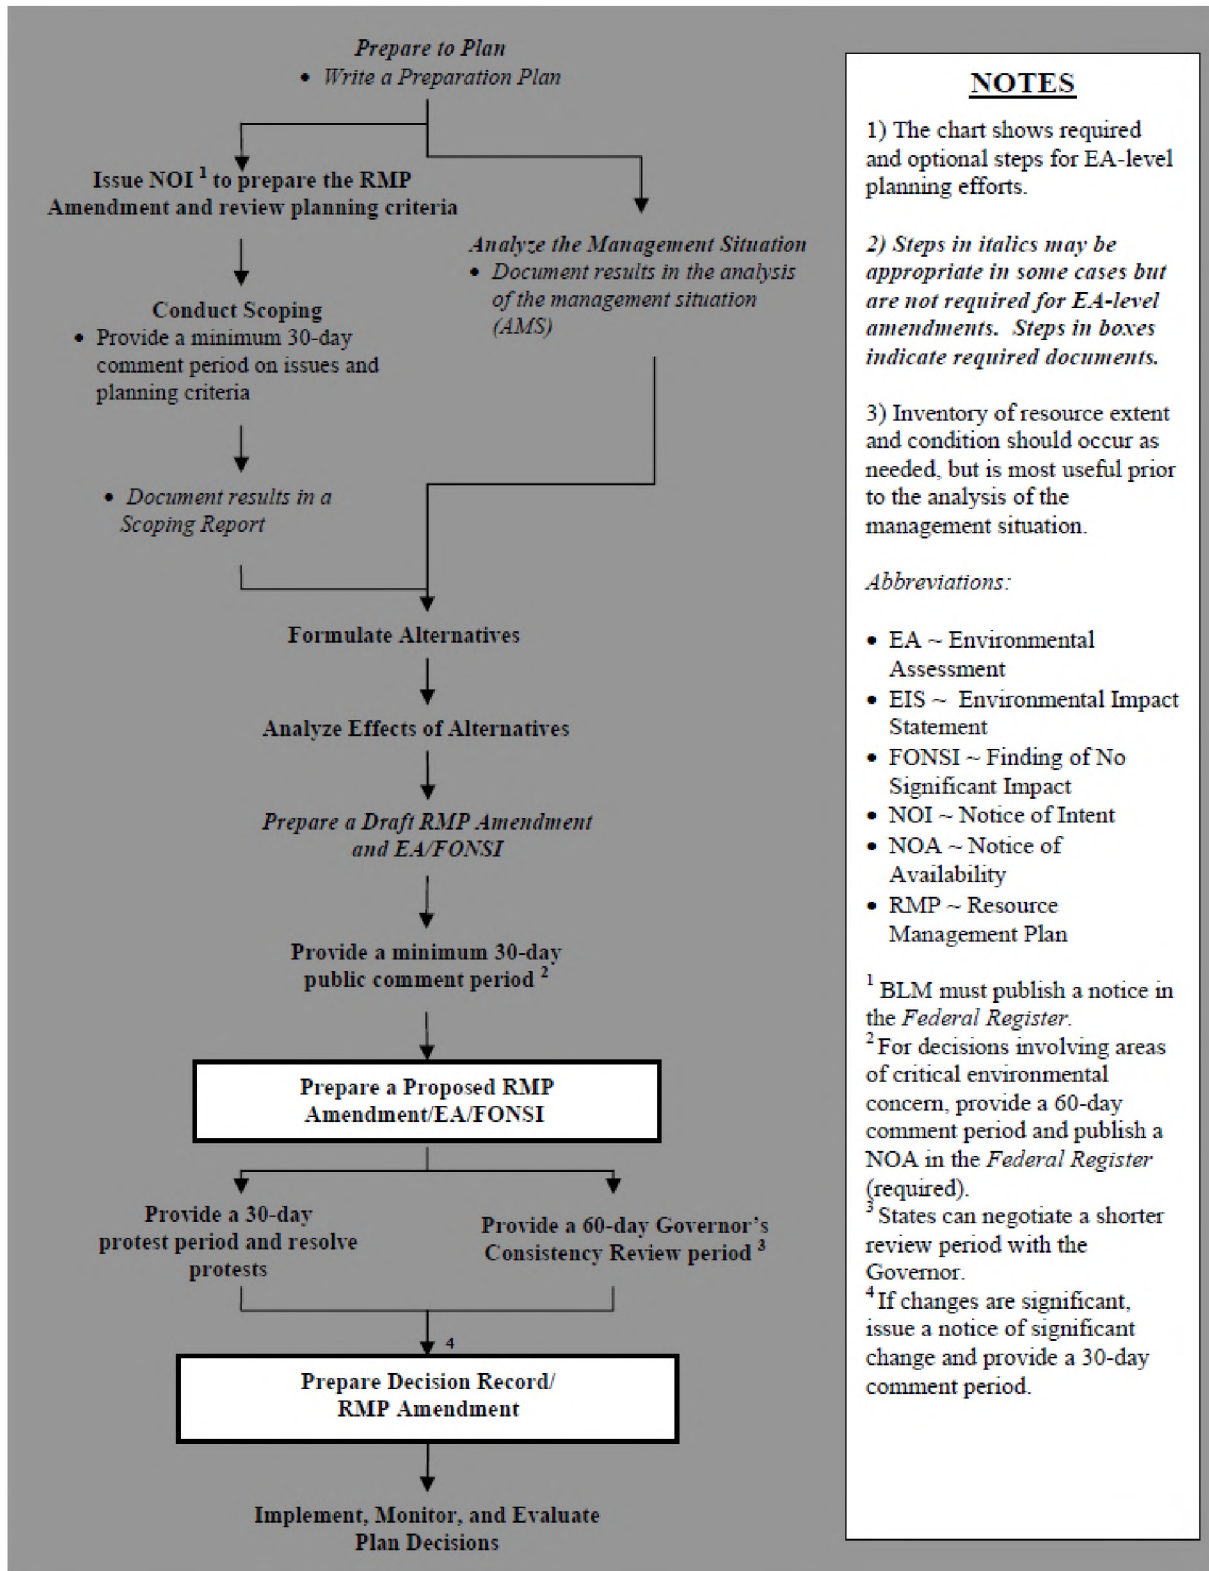 Prepare to Plan
• Write a Preparation Plan
Issue NOI 1 to prepare the RMP
Amendment and review planning criteria
Analyze the Management Situation
• Document results in the analysis
of the management situation
(AMS)
Conduct Scoping
• Provide a minimum 30-day
comment period on issues and
planning criteria
• Document results in a
Scoping Report
Formulate Alternatives
Analyze Effects of Alternatives
Prepare a Draft RMP Amendment
and EA/FONSI
Provide a minimum 30-day
public comment period 2
Prepare a Proposed RMP
Amendment/EA/FONSI
Provide a 30-day
protest period and resolve
protests
Provide a 60-day Governor's
Consistency Review period 3
4
Prepare Decision Record/
RMP Amendment
Implement, Monitor, and Evaluate
Plan Decisions
NOTES
1) The chart shows required
and optional steps for EA-level
planning efforts.
2) Steps in italics may be
appropriate in some cases but
are not required for EA-level
amendments. Steps in boxes
indicate required documents.
3) Inventory of resource extent
and condition should occur as
needed, but is most useful prior
to the analysis of the
management situation.
Abbreviations:
• EA ~ Environmental
Assessment
• EIS ~ Environmental Impact
Statement
• FONSI ~ Finding of No
Significant Impact
• NOI ~ Notice of Intent
• NOA ~ Notice of
Availability
• RMP ~ Resource
Management Plan
1 BLM must publish a notice in
the Federal Register.
2 For decisions involving areas
of critical environmental
concern, provide a 60-day
comment period and publish a
NOA in the Federal Register
(required).
3 States can negotiate a shorter
review period with the
Governor.
4 If changes are significant,
issue a notice of significant
change and provide a 30-day
comment period.